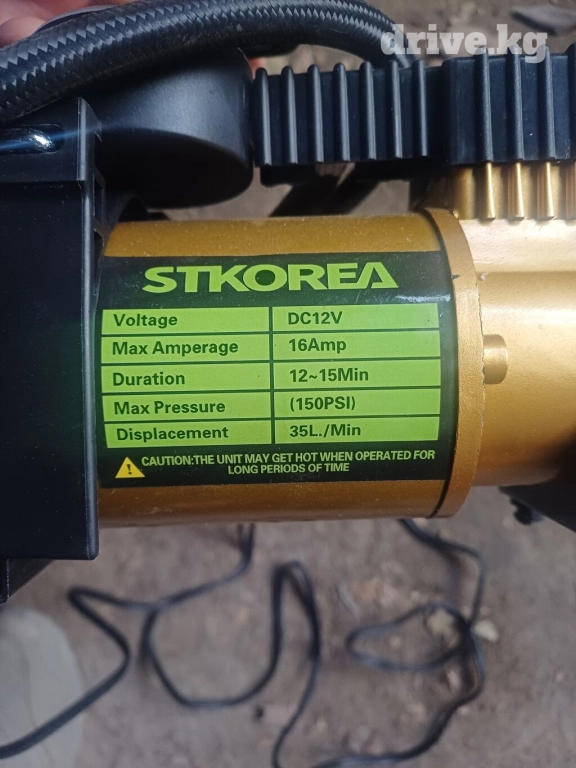 drive.kg
STKOREA
Voltage DC12V
Max Amperage 16Amp
Duration 12~15Min
Max Pressure (150PSI)
Displacement 35L./Min
CAUTION:THE UNIT MAY GET HOT WHEN OPERATED FOR
LONG PERIODS OF TIME